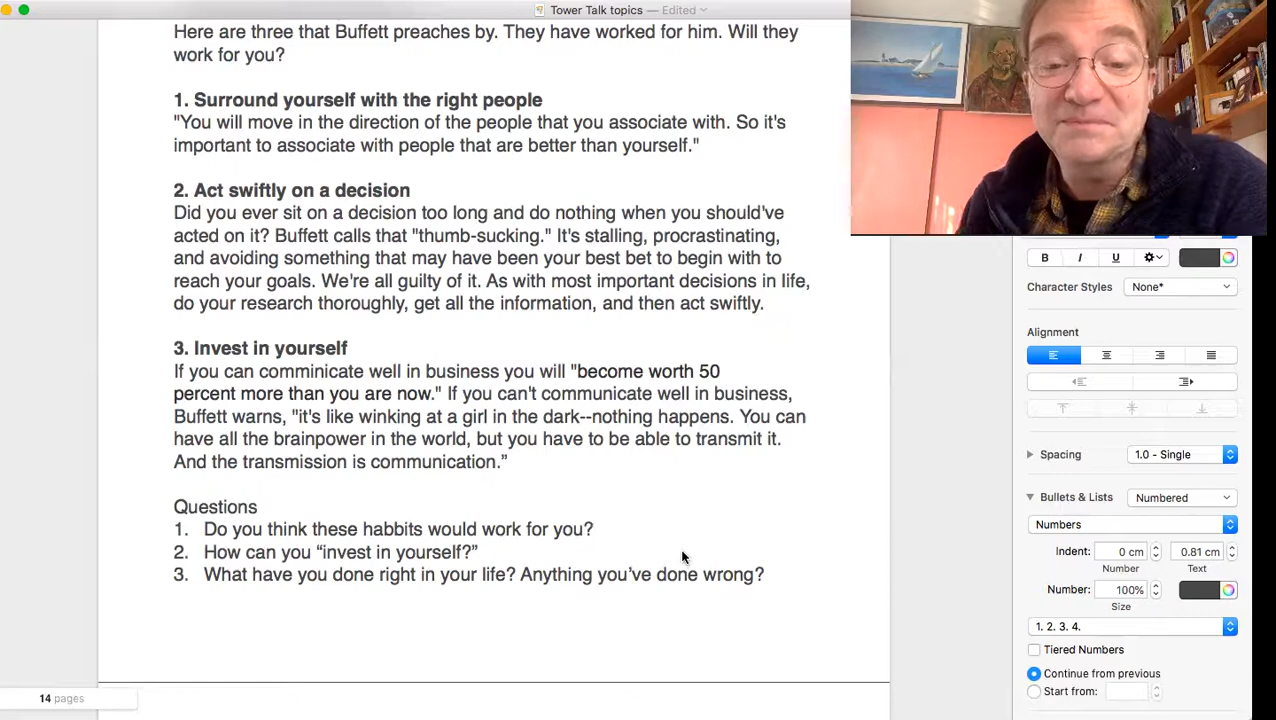 Tower Talk topics — Edited
Here are three that Buffett preaches by. They have worked for him. Will they
work for you?
1. Surround yourself with the right people
"You will move in the direction of the people that you associate with. So it's
important to associate with people that are better than yourself."
2. Act swiftly on a decision
Did you ever sit on a decision too long and do nothing when you should've
acted on it? Buffett calls that "thumb-sucking." It's stalling, procrastinating,
and avoiding something that may have been your best bet to begin with to
reach your goals. We're all guilty of it. As with most important decisions in life,
do your research thoroughly, get all the information, and then act swiftly.
3. Invest in yourself
If you can comminicate well in business you will "become worth 50
percent more than you are now." If you can't communicate well in business,
Buffett warns, "it's like winking at a girl in the dark--nothing happens. You can
have all the brainpower in the world, but you have to be able to transmit it.
And the transmission is communication.”
Questions
1. Do you think these habbits would work for you?
2. How can you “invest in yourself?”
3. What have you done right in your life? Anything you’ve done wrong?
14 pages
B I U
Character Styles None*
Alignment
Spacing 1.0 - Single
Bullets & Lists Numbered
Numbers
Indent: 0 cm 0.81 cm
Number Text
Number: 100%
Size
1. 2. 3. 4.
Tiered Numbers
Continue from previous
Start from: